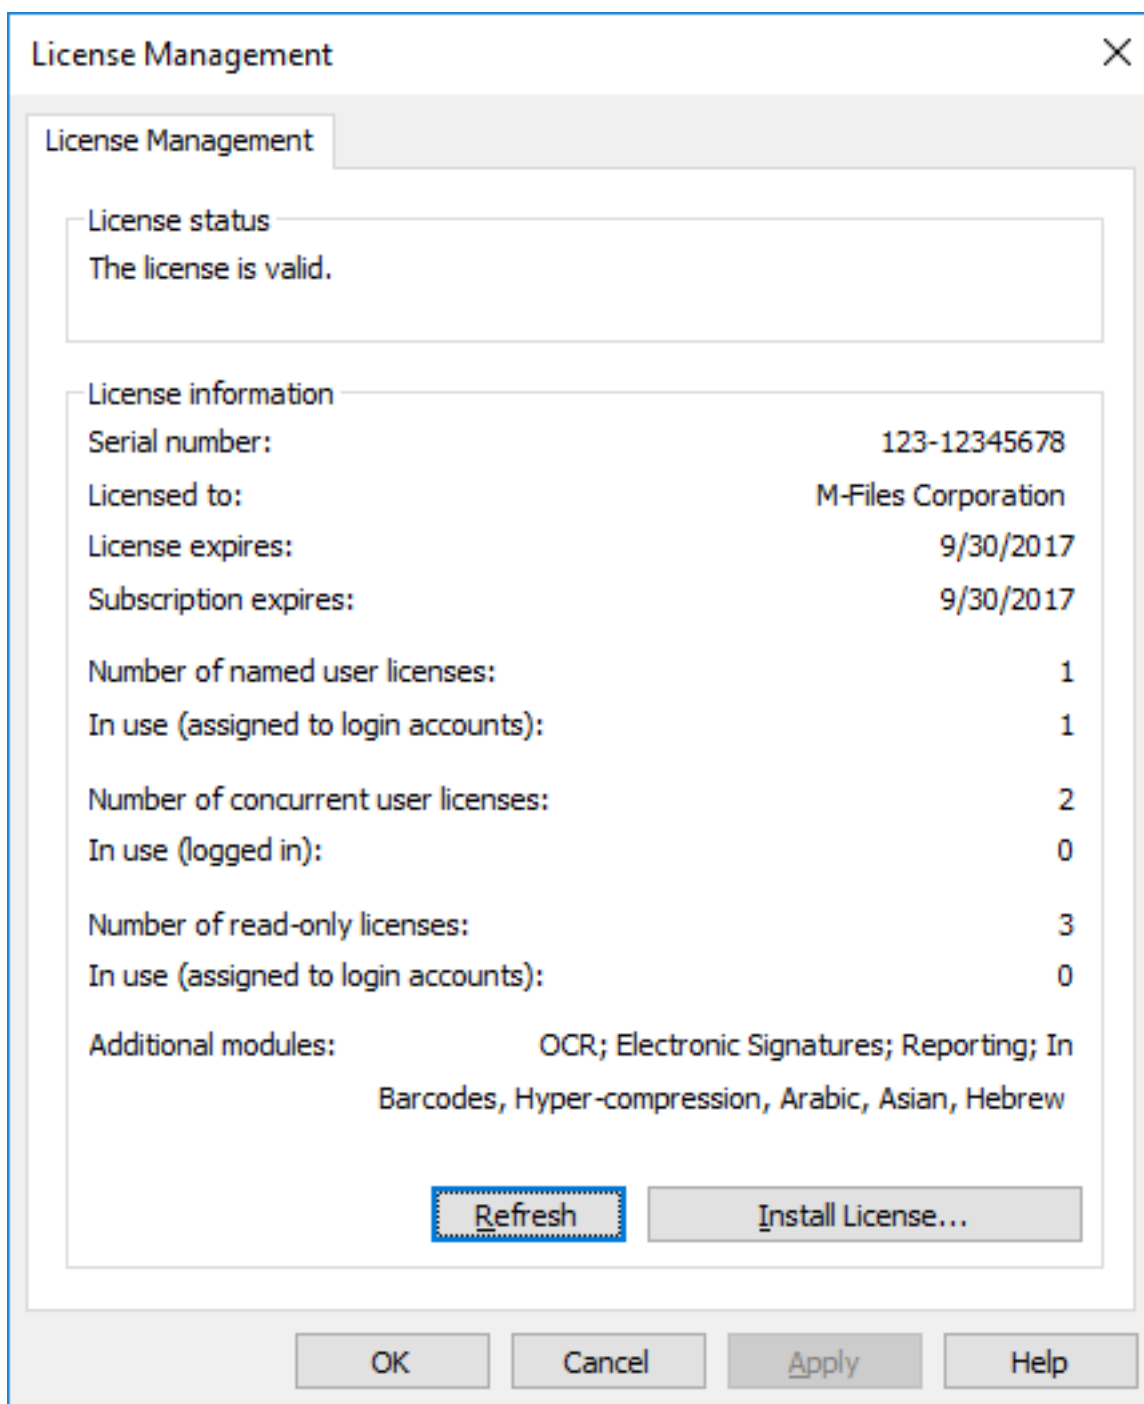 License Management
License Management
License status
The license is valid.
License information
Serial number: 123-12345678
Licensed to: M-Files Corporation
License expires: 9/30/2017
Subscription expires: 9/30/2017
Number of named user licenses: 1
In use (assigned to login accounts): 1
Number of concurrent user licenses: 2
In use (logged in): 0
Number of read-only licenses: 3
In use (assigned to login accounts): 0
Additional modules: OCR; Electronic Signatures; Reporting; In
Barcodes, Hyper-compression, Arabic, Asian, Hebrew
Refresh Install License...
OK Cancel Apply Help